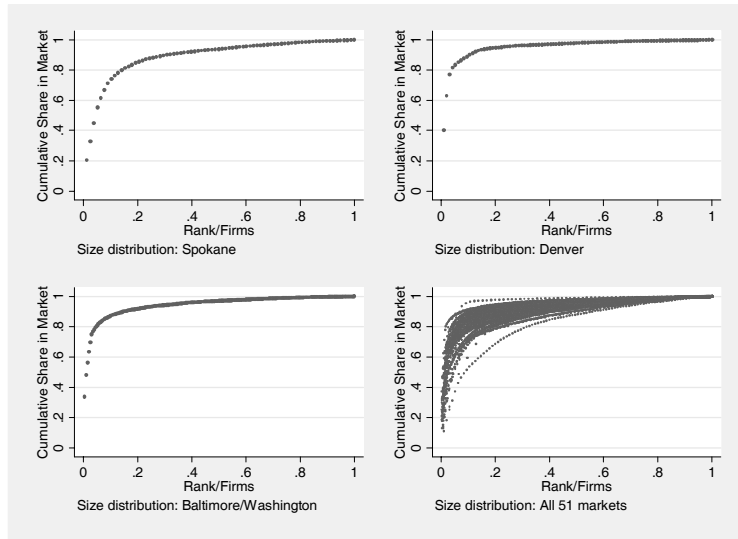 Cumulative Share in Market
0 .2 .4 .6 .8 1
0 .2 .4 .6 .8 1
Rank/Firms
Size distribution: Spokane
Cumulative Share in Market
0 .2 .4 .6 .8 1
0 .2 .4 .6 .8 1
Rank/Firms
Size distribution: Denver
Cumulative Share in Market
0 .2 .4 .6 .8 1
0 .2 .4 .6 .8 1
Rank/Firms
Size distribution: Baltimore/Washington
Cumulative Share in Market
0 .2 .4 .6 .8 1
0 .2 .4 .6 .8 1
Rank/Firms
Size distribution: All 51 markets